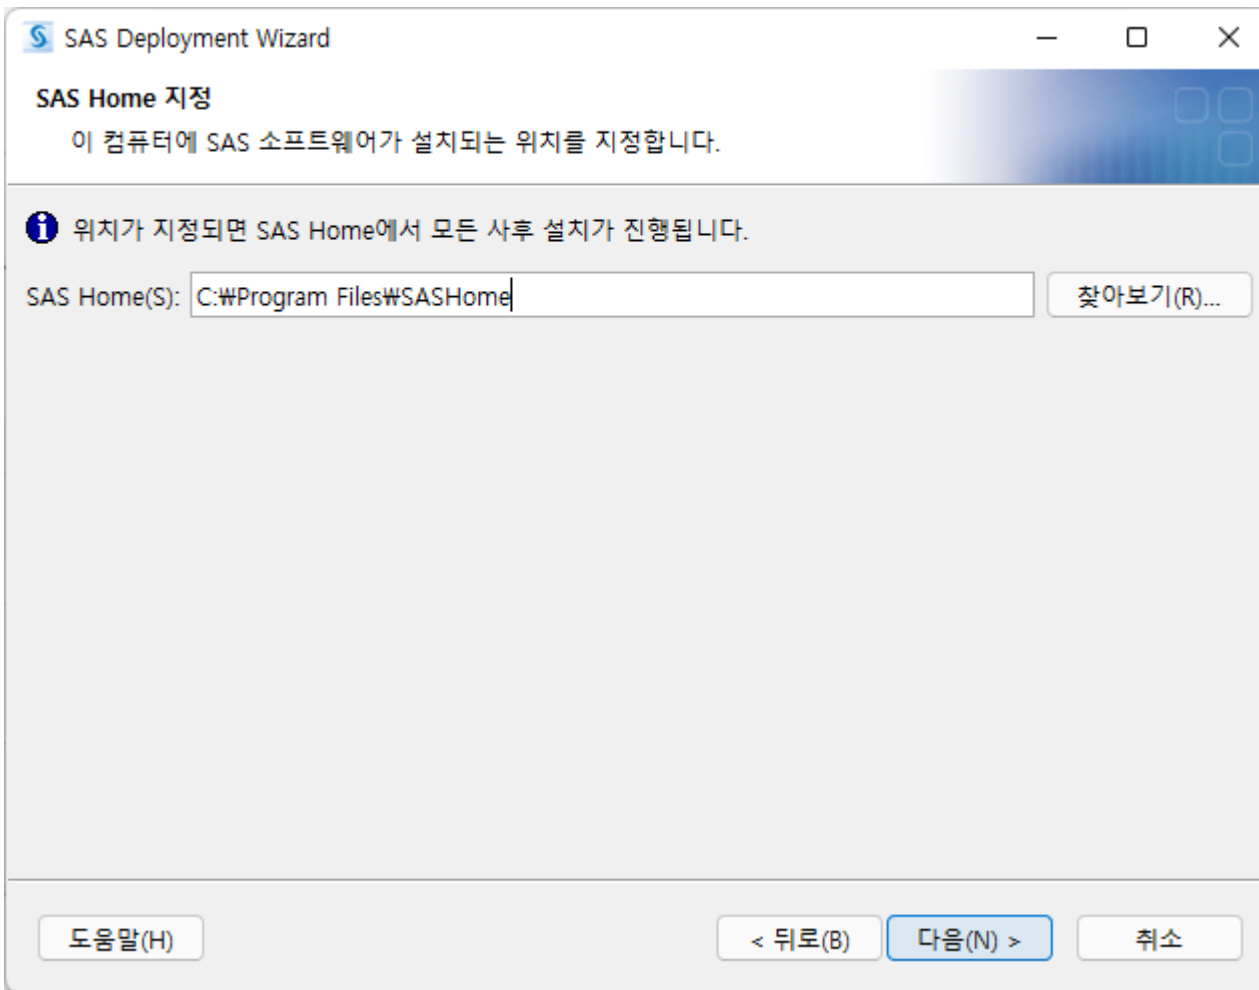 SAS Deployment Wizard
SAS Home 지정
이 컴퓨터에 SAS 소프트웨어가 설치되는 위치를 지정합니다.
위치가 지정되면 SAS Home에서 모든 사후 설치가 진행됩니다.
SAS Home(S): C:₩Program Files₩SASHome 찾아보기(R)...
도움말(H) < 뒤로(B) 다음(N) > 취소